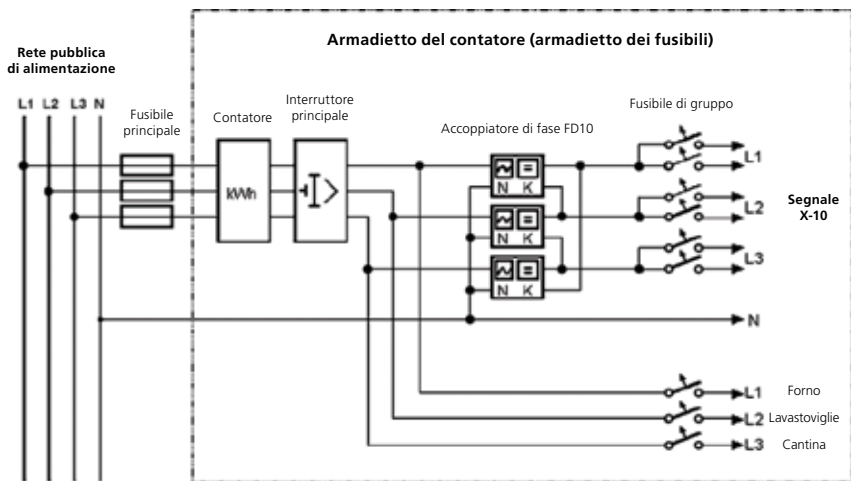 Armadietto del contatore (armadietto dei fusibili)
Rete pubblica
di alimentazione
L1 L2 L3 N
Fusibile
principale
Contatore
Interruttore
principale
Accoppiatore di fase FD10
Fusibile di gruppo
kWh
N K
N K
N K
L1
L2
L3
Segnale
X-10
N
L1 Forno
L2 Lavastoviglie
L3 Cantina